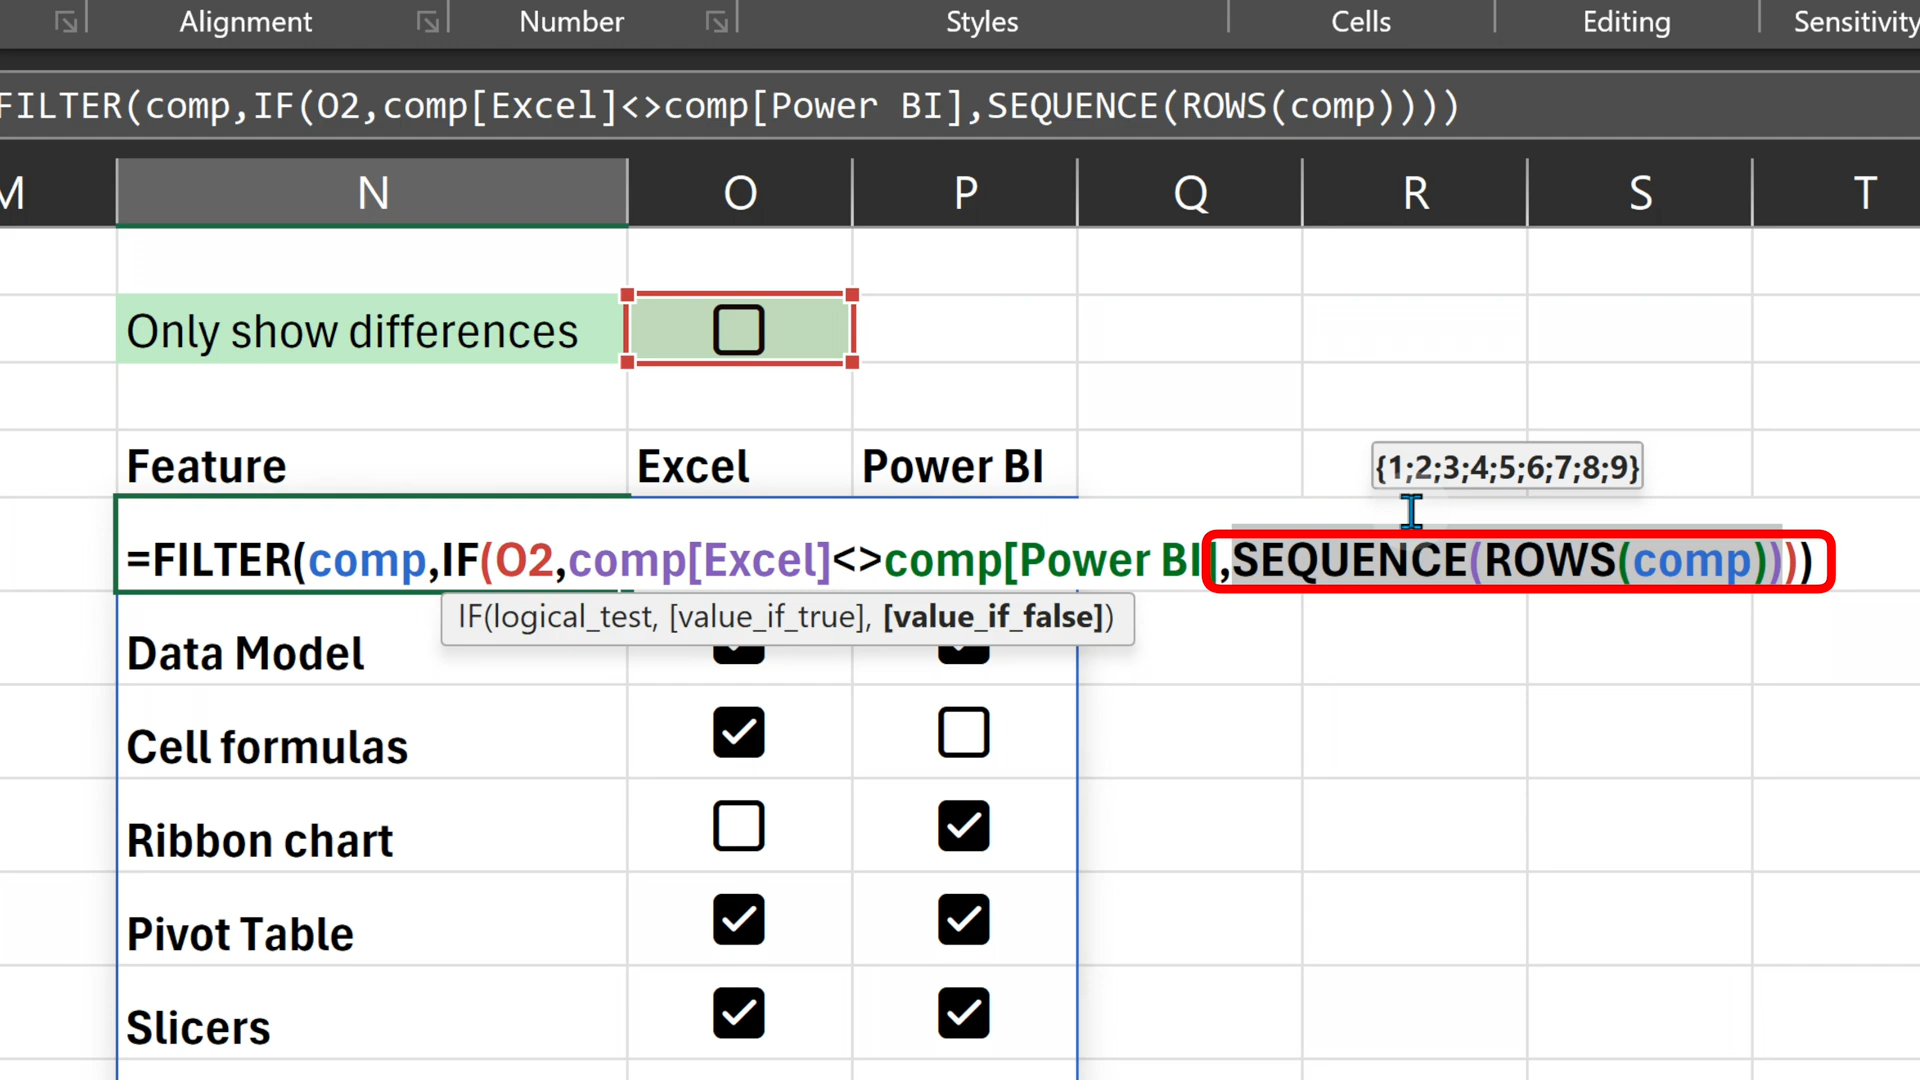 Alignment Number Styles Cells Editing Sensitivity
FILTER(comp,IF(O2,comp[Excel]<>comp[Power BI],SEQUENCE(ROWS(comp))))
M N O P Q R S T
Only show differences
Feature Excel Power BI {1;2;3;4;5;6;7;8;9}
=FILTER(comp,IF(O2,comp[Excel]<>comp[Power BI],SEQUENCE(ROWS(comp))))
IF(logical_test, [value_if_true], [value_if_false])
Data Model
Cell formulas
Ribbon chart
Pivot Table
Slicers